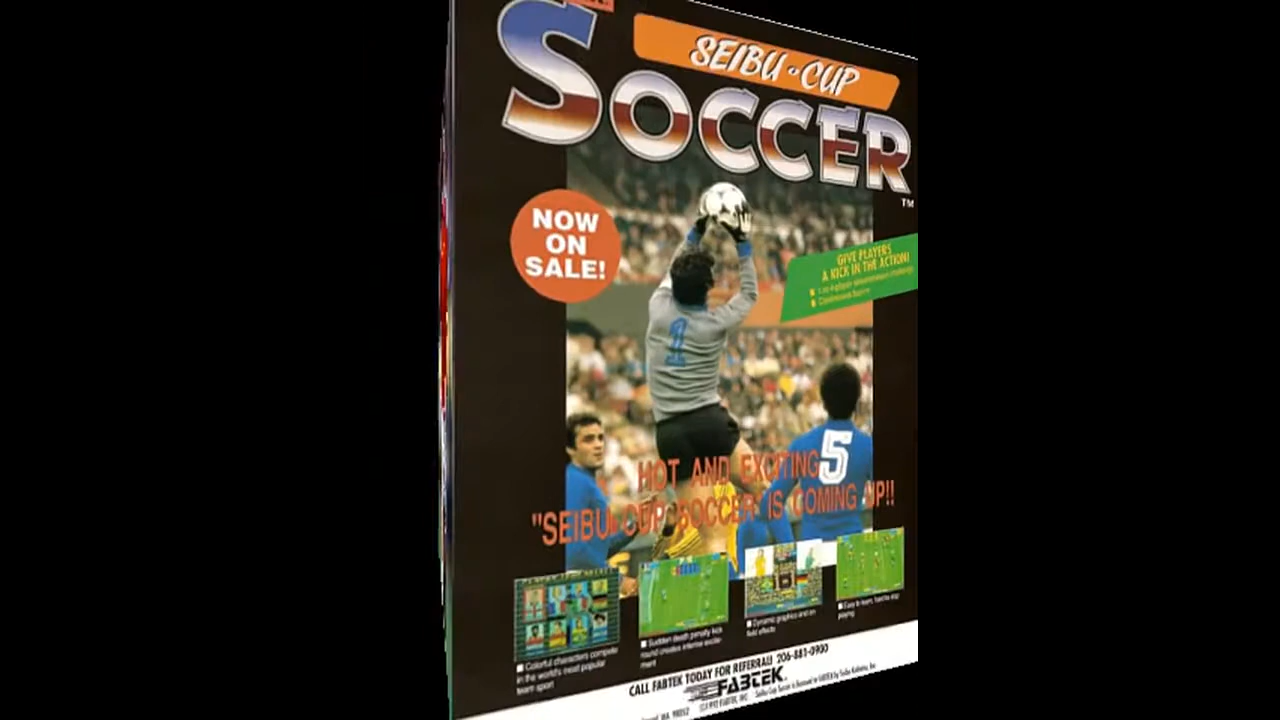 SEIBU • CUP
SOCCER
TM
NOW
ON
SALE!
GIVE PLAYERS
A KICK IN THE ACTION!
1
5
HOT AND EXCITING
"SEIBU CUP SOCCER" IS COMING UP!!
Colorful characters compete
in the world's most popular
team sport
Sudden death penalty kick
round creates intense excite-
ment
Dynamic graphics and on-
field effects
Easy to learn, hard to stop
playing
CALL FABTEK TODAY FOR REFERRAL! 206-881-0900
FABTEK